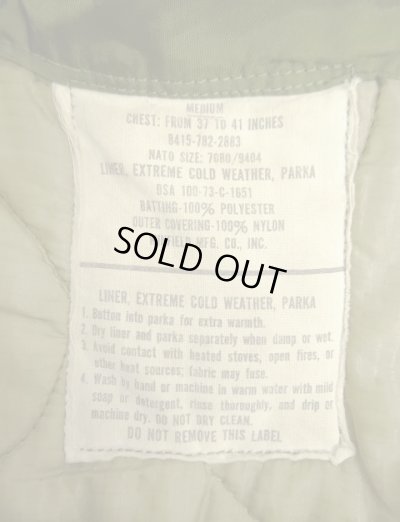 MEDIUM
CHEST: FROM 37 TO 41 INCHES
8415-782-2883
NATO SIZE: 7080/9404
LINER, EXTREME COLD WEATHER, PARKA
DSA 100-73-C-1651
BATTING-100% POLYESTER
OUTER COVERING-100% NYLON
MFG. CO., INC.
SOLD OUT
LINER, EXTREME COLD WEATHER, PARKA
1. Button into parka for extra warmth.
2. Dry liner and parka separately when damp or wet.
3. Avoid contact with heated stoves, open fires, or
other heat sources; fabric may fuse.
4. Wash by hand or machine in warm water with mild
soap or detergent, rinse thoroughly, and drip or
machine dry. DO NOT DRY CLEAN.
DO NOT REMOVE THIS LABEL